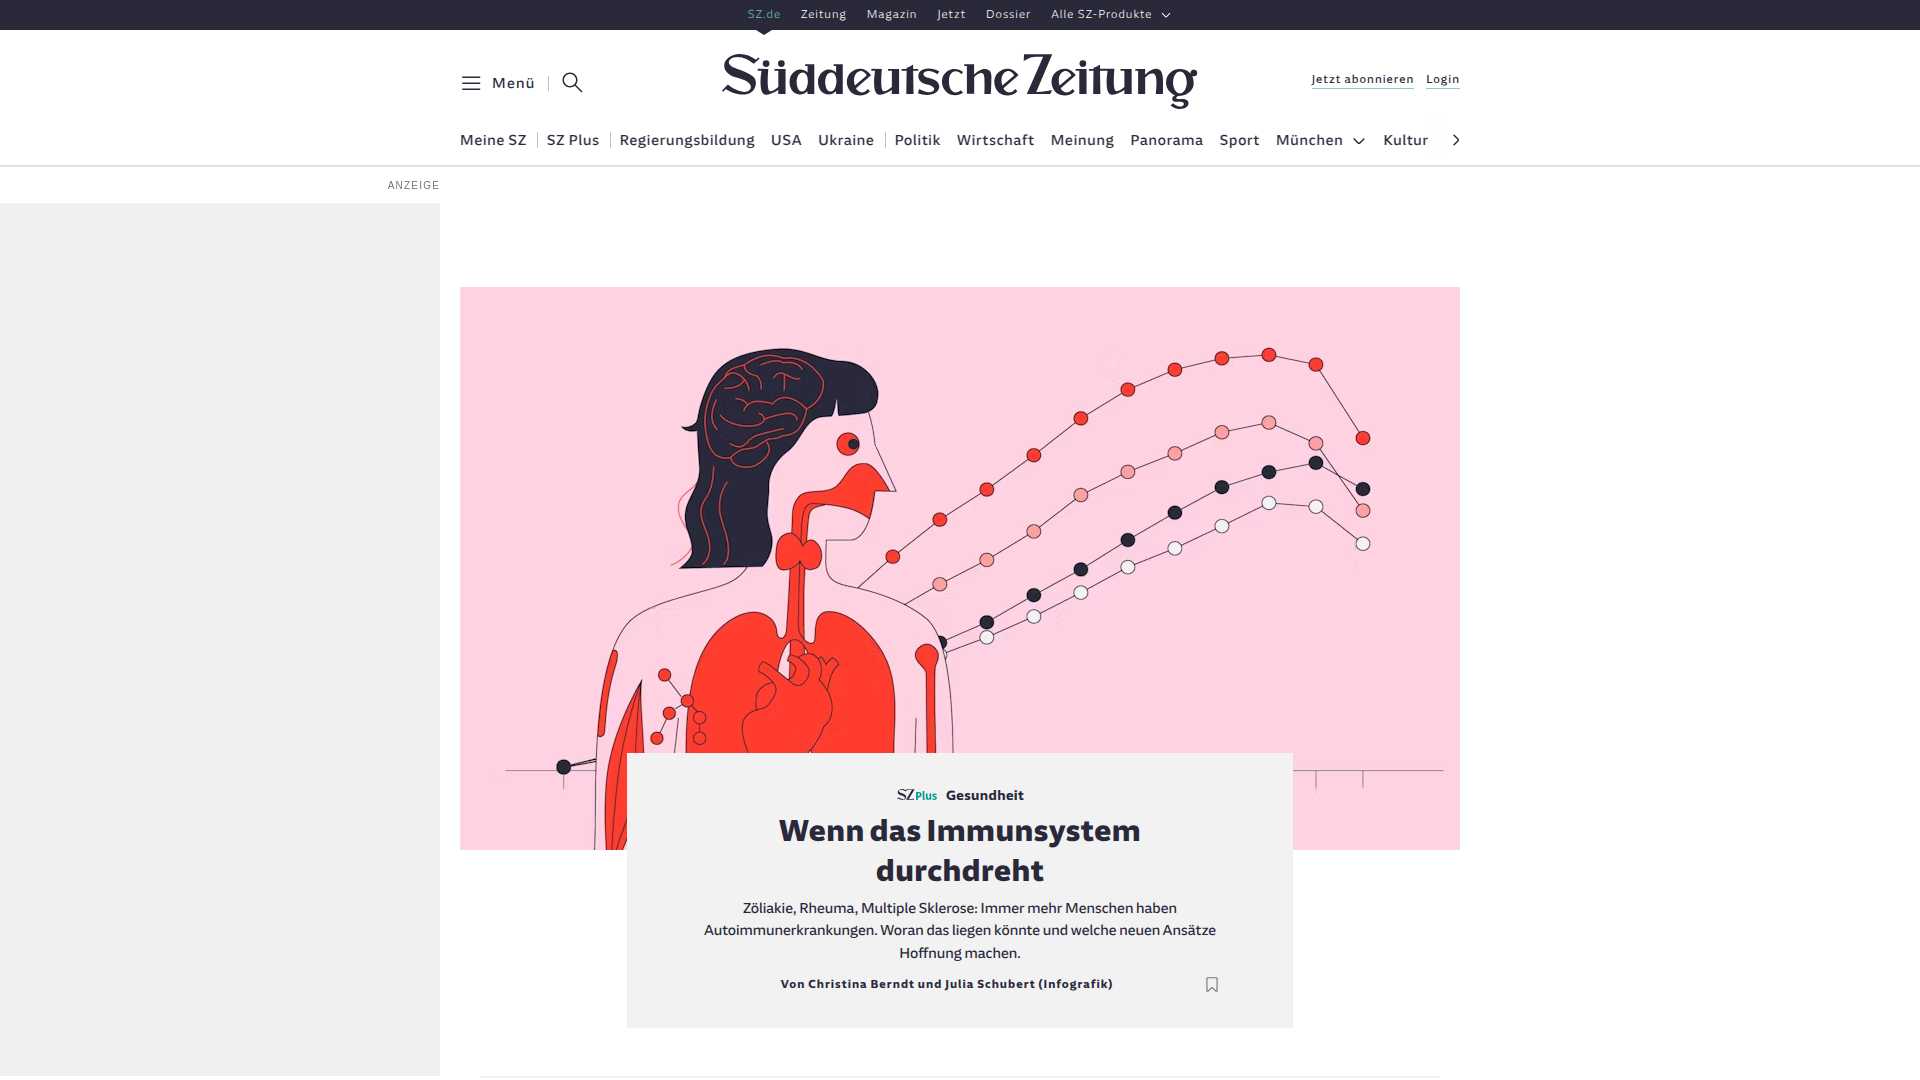 SZ.de Zeitung Magazin Jetzt Dossier Alle SZ-Produkte
Menü
Süddeutsche Zeitung
Jetzt abonnieren Login
Meine SZ SZ Plus Regierungsbildung USA Ukraine Politik Wirtschaft Meinung Panorama Sport München Kultur
ANZEIGE
SZ Plus Gesundheit
Wenn das Immunsystem
durchdreht
Zöliakie, Rheuma, Multiple Sklerose: Immer mehr Menschen haben
Autoimmunerkrankungen. Woran das liegen könnte und welche neuen Ansätze
Hoffnung machen.
Von Christina Berndt und Julia Schubert (Infografik)